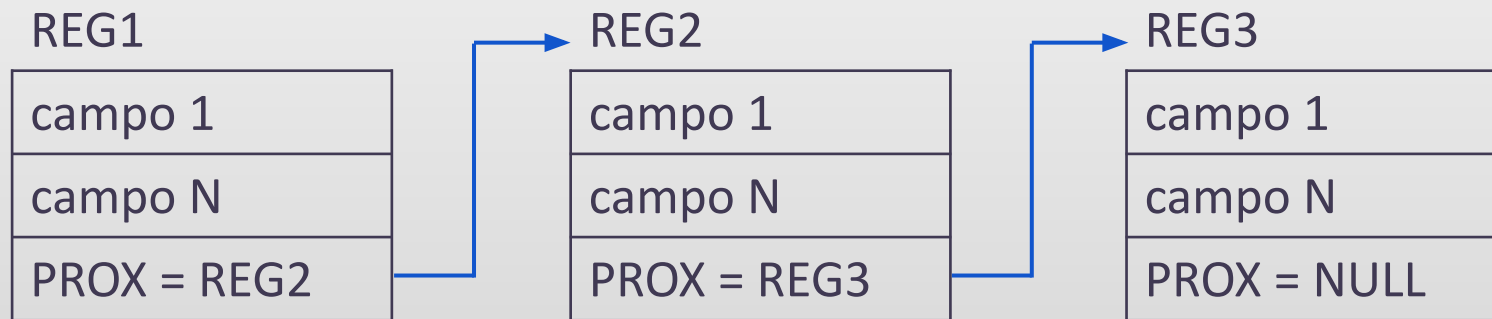 REG1
campo 1
campo N
PROX = REG2
REG2
campo 1
campo N
PROX = REG3
REG3
campo 1
campo N
PROX = NULL